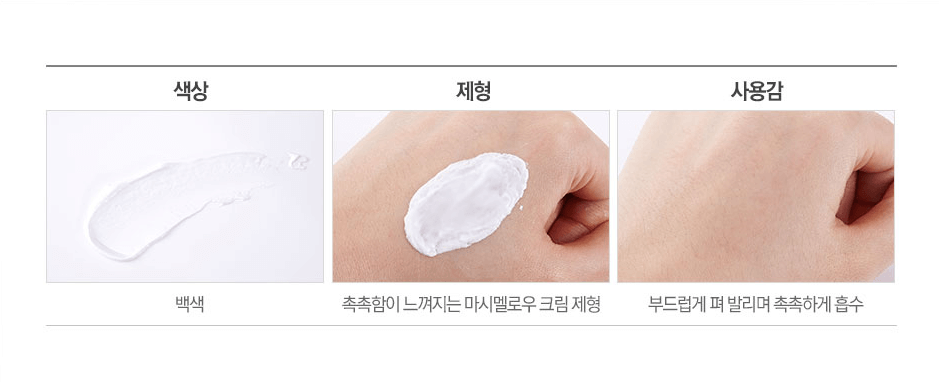 색상
제형
사용감
백색
촉촉함이 느껴지는 마시멜로우 크림 제형
부드럽게 펴 발리며 촉촉하게 흡수